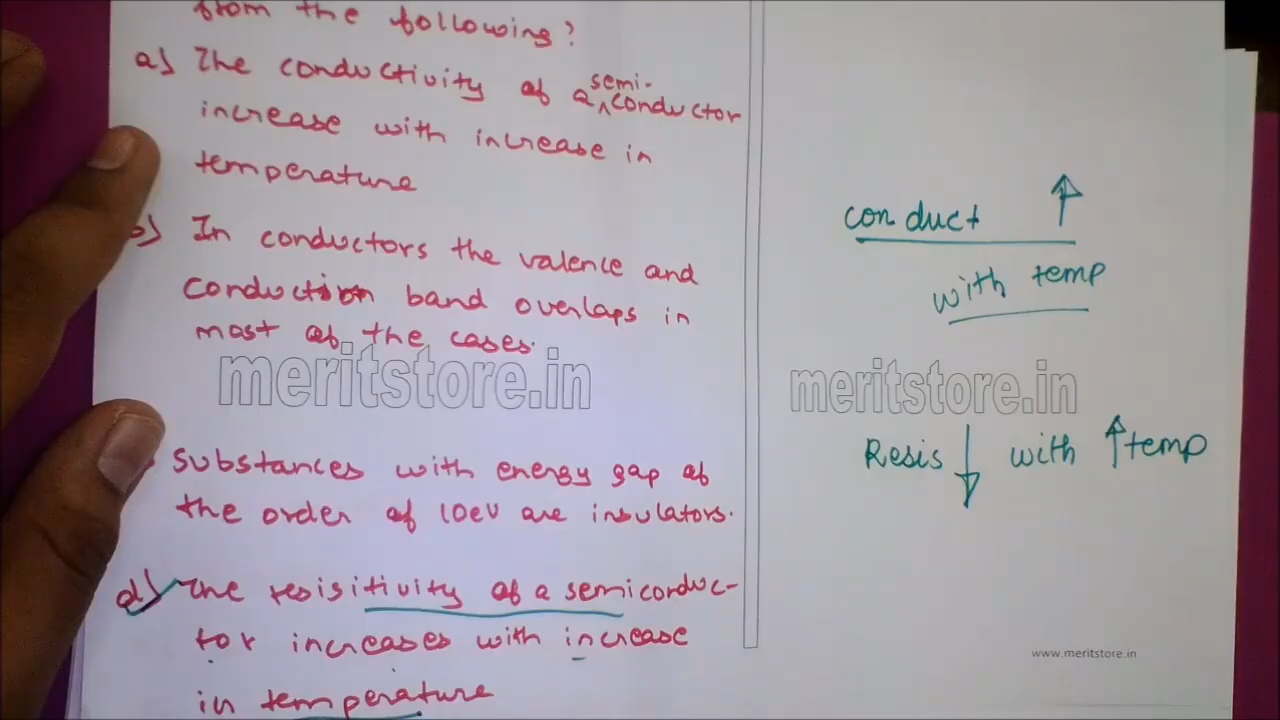 from the following?
a) The conductivity of a semi-conductor
increase with increase in
temperature
b) In conductors the valence and
conduction band overlaps in
most of the cases.
meritstore.in
substances with energy gap of
the order of 10eV are insulators.
d) The resisitivity of a semiconduc-
tor increases with increase
in temperature
conduct ↑
with temp
meritstore.in
Resis ↓ with ↑ temp
www.meritstore.in